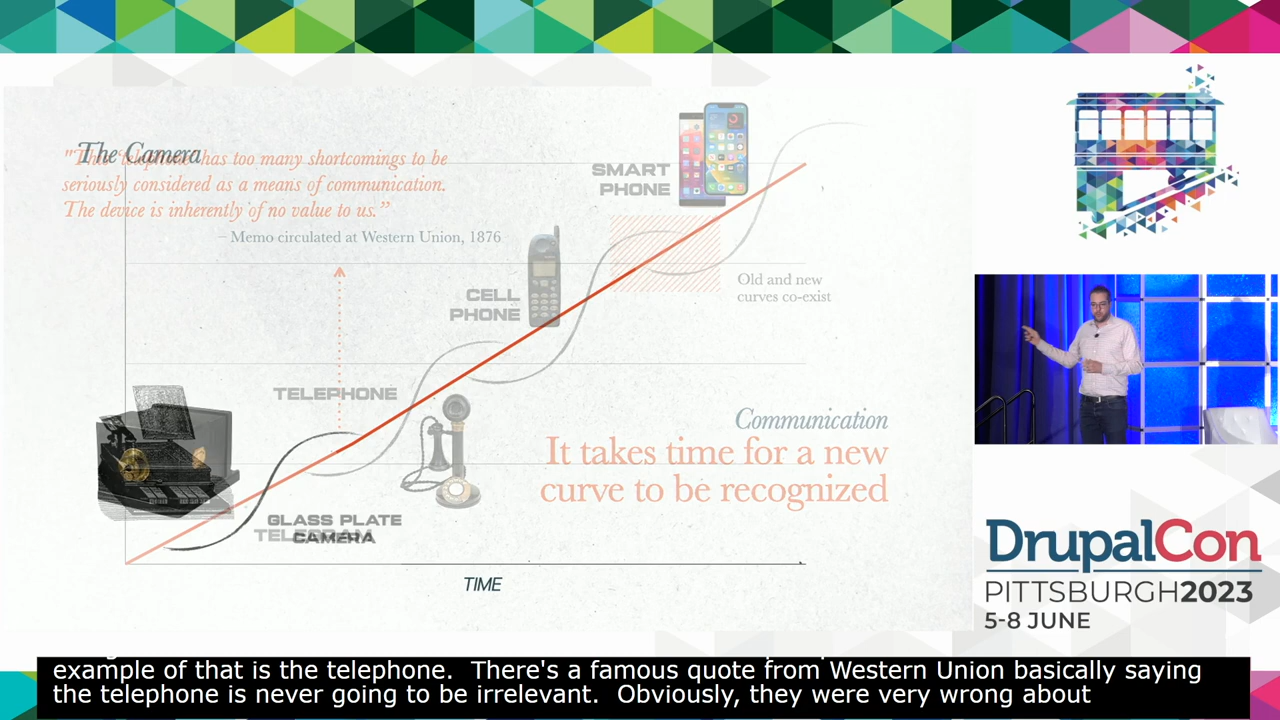 The Camera
"This has too many shortcomings to be
seriously considered as a means of communication.
The device is inherently of no value to us.”
– Memo circulated at Western Union, 1876
SMART
PHONE
CELL
PHONE
Old and new
curves co-exist
TELEPHONE
Communication
It takes time for a new
curve to be recognized
GLASS PLATE
TELEGRAM
CAMERA
TIME
DrupalCon
PITTSBURGH2023
5-8 JUNE
example of that is the telephone. There's a famous quote from Western Union basically saying
the telephone is never going to be irrelevant. Obviously, they were very wrong about